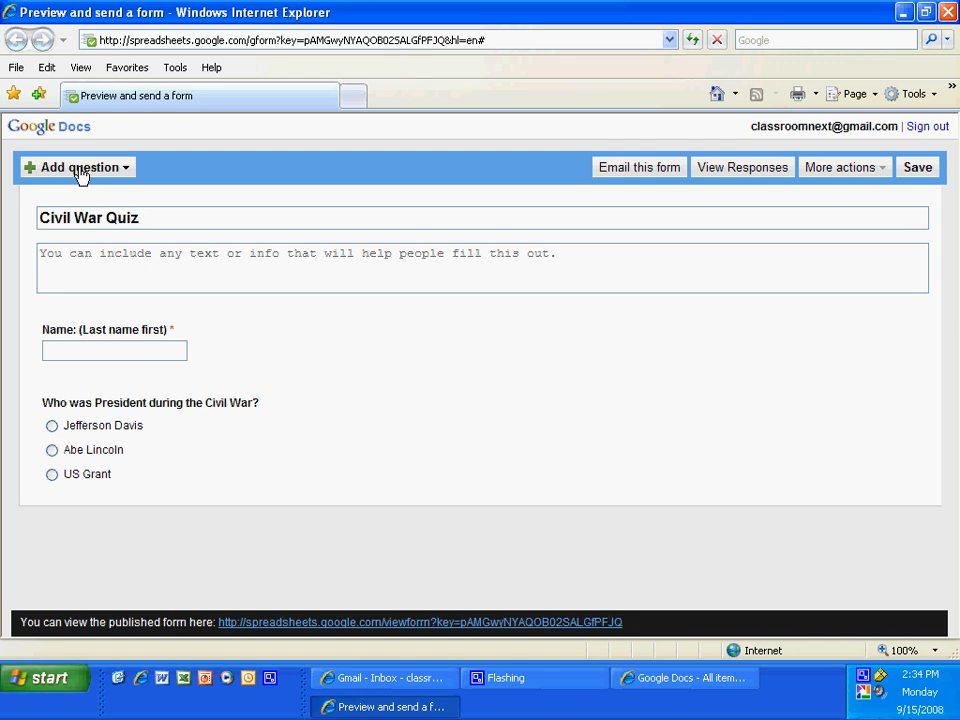 Preview and send a form - Windows Internet Explorer
http://spreadsheets.google.com/gform?key=pAMGwyNYAQOB02SALGfPFJQ&hl=en#
Google
File Edit View Favorites Tools Help
Preview and send a form
Page Tools »
Google Docs
classroomnext@gmail.com | Sign out
Add question
Email this form View Responses More actions Save
Civil War Quiz
You can include any text or info that will help people fill this out.
Name: (Last name first) *
Who was President during the Civil War?
Jefferson Davis
Abe Lincoln
US Grant
You can view the published form here: http://spreadsheets.google.com/viewform?key=pAMGwyNYAQOB02SALGfPFJQ
Internet 100%
start
Gmail - Inbox - classr... Flashing Google Docs - All item...
Preview and send a f...
2:34 PM
Monday
9/15/2008